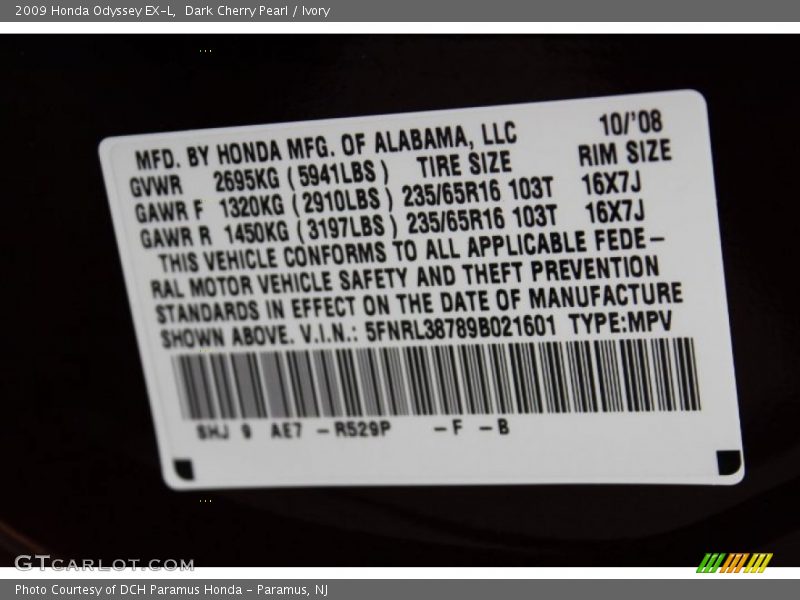 2009 Honda Odyssey EX-L,  Dark Cherry Pearl / Ivory
10/'08
MFD. BY HONDA MFG. OF ALABAMA, LLC
GVWR 2695KG (5941LBS) TIRE SIZE RIM SIZE
GAWR F 1320KG (2910LBS) 235/65R16 103T 16X7J
GAWR R 1450KG (3197LBS) 235/65R16 103T 16X7J
THIS VEHICLE CONFORMS TO ALL APPLICABLE FEDE-
RAL MOTOR VEHICLE SAFETY AND THEFT PREVENTION
STANDARDS IN EFFECT ON THE DATE OF MANUFACTURE
SHOWN ABOVE. V.I.N.: 5FNRL38789B021601 TYPE:MPV
SHJ 9 AE7 -R529P -F -B
GTCARLOT.COM
Photo Courtesy of DCH Paramus Honda - Paramus, NJ